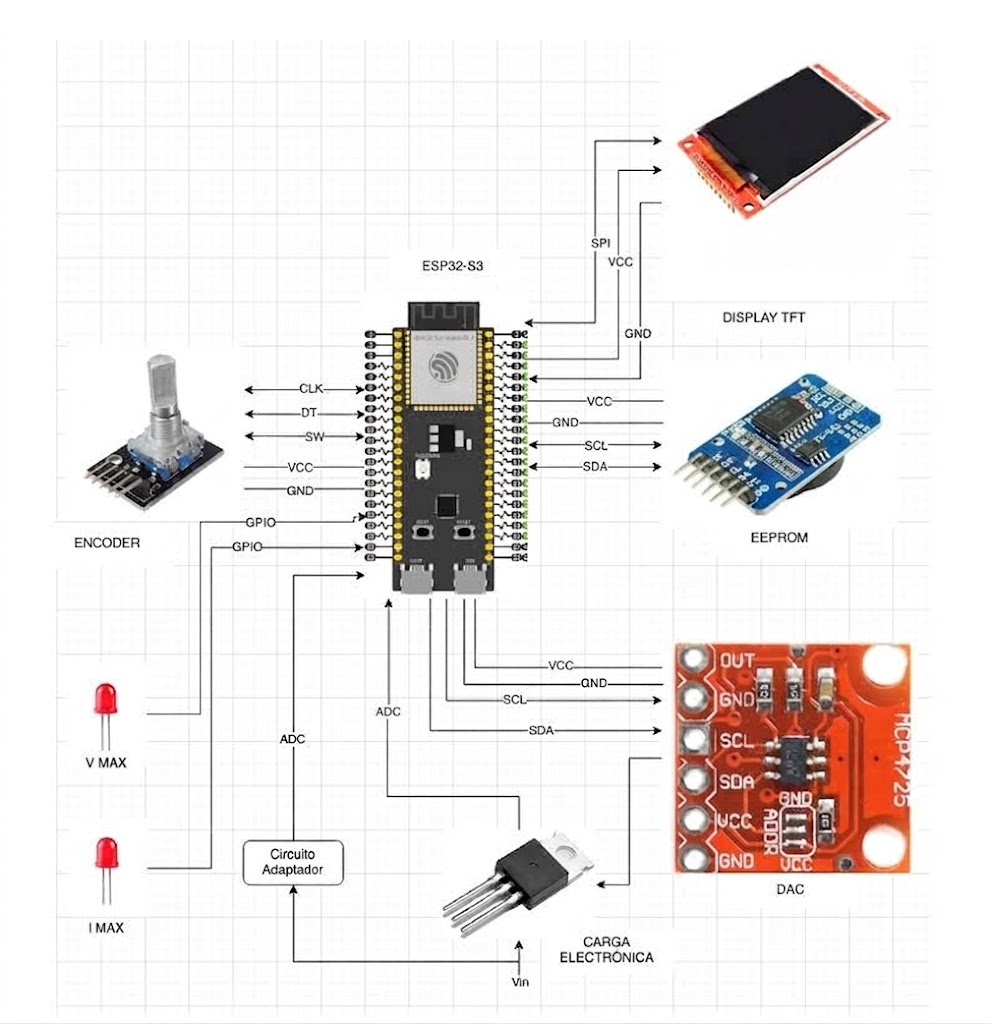 SPI
VCC
ESP32-S3
DISPLAY TFT
GND
CLK
DT
SW
VCC
GND
VCC
GND
SCL
SDA
GPIO
GPIO
ENCODER
EEPROM
VCC
GND
SCL
SDA
ADC
ADC
V MAX
I MAX
OUT
GND
SCL
SDA
VCC
GND
MCP4725
GND
ADDR
VCC
DAC
Circuito
Adaptador
CARGA
ELECTRÓNICA
Vin